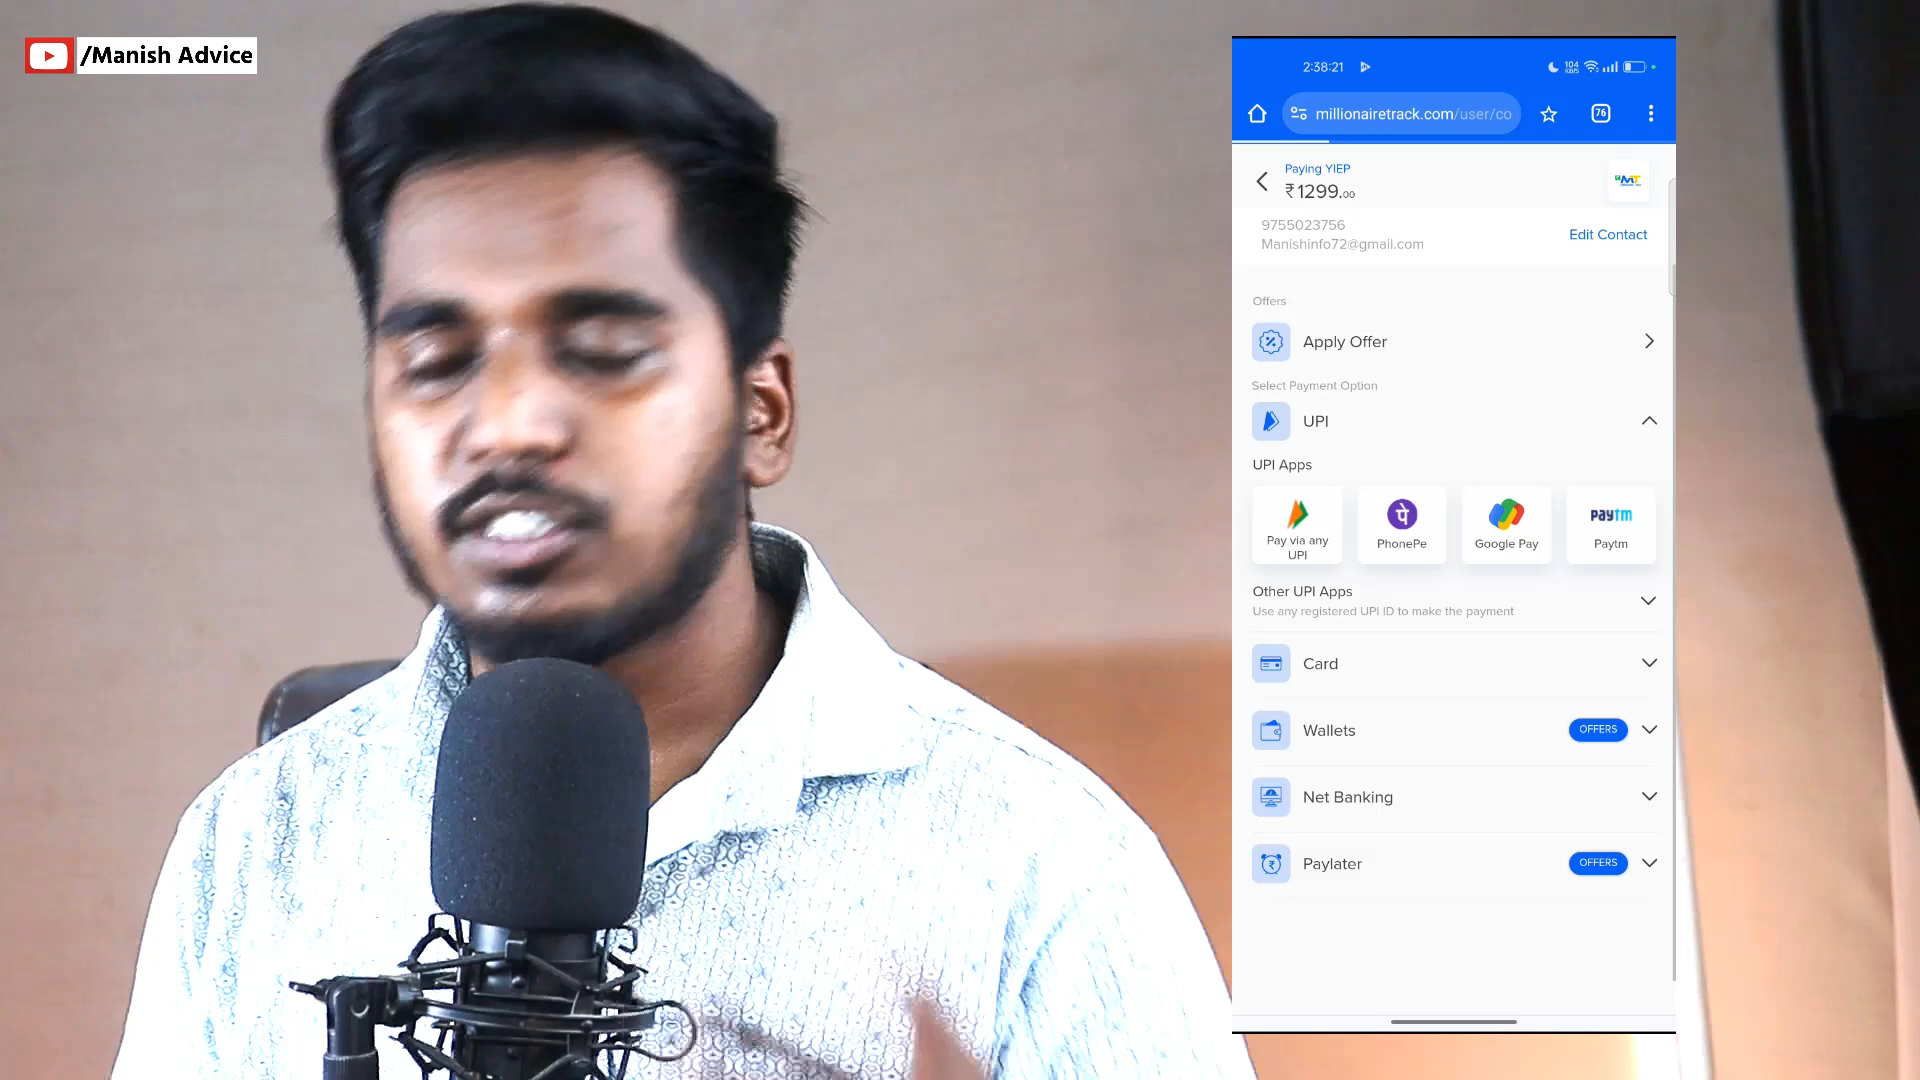 /Manish Advice
2:38:21
104
KB/S
millionairetrack.com/user/co
76
Paying YIEP
₹1299.00
MT
9755023756
Manishinfo72@gmail.com
Edit Contact
Offers
Apply Offer
Select Payment Option
UPI
UPI Apps
Pay via any
UPI
PhonePe
Google Pay
Paytm
Paytm
Other UPI Apps
Use any registered UPI ID to make the payment
Card
Wallets
OFFERS
Net Banking
Paylater
OFFERS